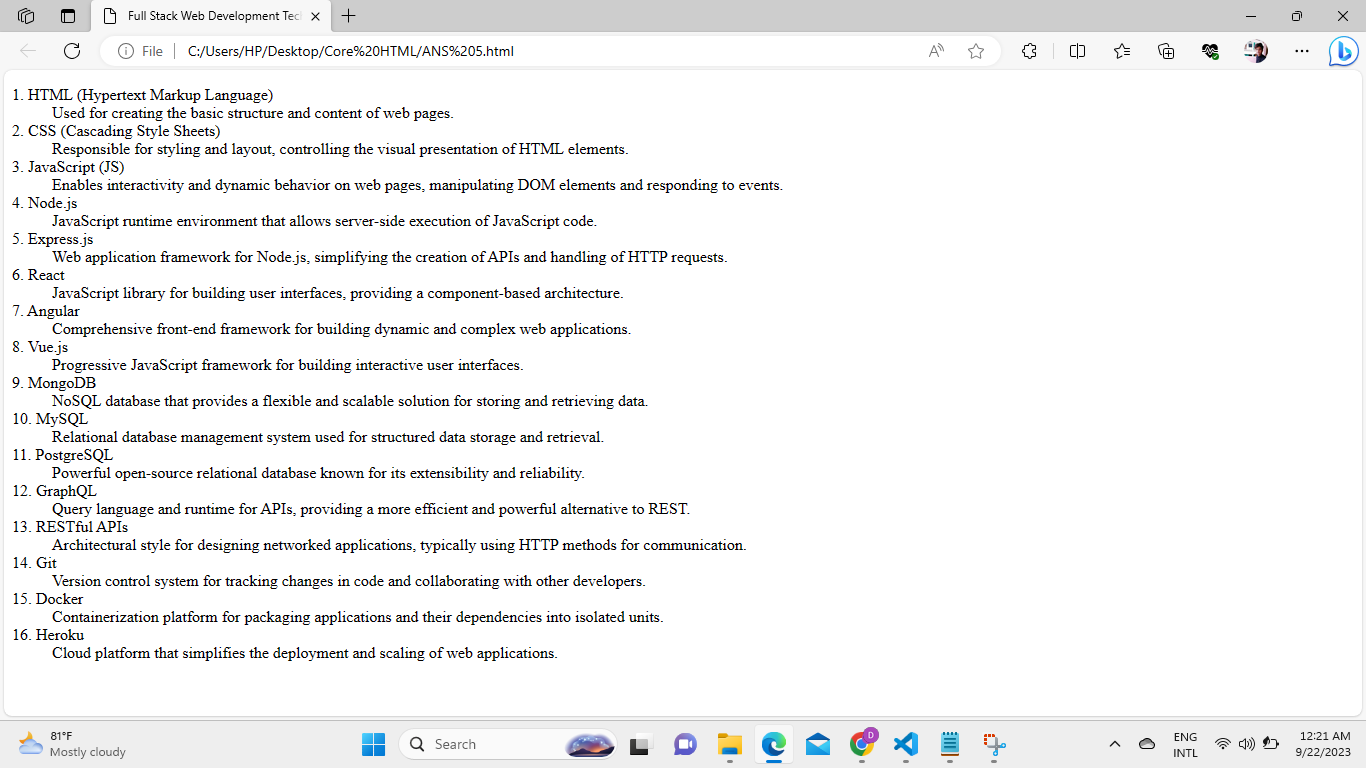 Full Stack Web Development Tec
File
C:/Users/HP/Desktop/Core%20HTML/ANS%205.html
1. HTML (Hypertext Markup Language)
Used for creating the basic structure and content of web pages.
2. CSS (Cascading Style Sheets)
Responsible for styling and layout, controlling the visual presentation of HTML elements.
3. JavaScript (JS)
Enables interactivity and dynamic behavior on web pages, manipulating DOM elements and responding to events.
4. Node.js
JavaScript runtime environment that allows server-side execution of JavaScript code.
5. Express.js
Web application framework for Node.js, simplifying the creation of APIs and handling of HTTP requests.
6. React
JavaScript library for building user interfaces, providing a component-based architecture.
7. Angular
Comprehensive front-end framework for building dynamic and complex web applications.
8. Vue.js
Progressive JavaScript framework for building interactive user interfaces.
9. MongoDB
NoSQL database that provides a flexible and scalable solution for storing and retrieving data.
10. MySQL
Relational database management system used for structured data storage and retrieval.
11. PostgreSQL
Powerful open-source relational database known for its extensibility and reliability.
12. GraphQL
Query language and runtime for APIs, providing a more efficient and powerful alternative to REST.
13. RESTful APIs
Architectural style for designing networked applications, typically using HTTP methods for communication.
14. Git
Version control system for tracking changes in code and collaborating with other developers.
15. Docker
Containerization platform for packaging applications and their dependencies into isolated units.
16. Heroku
Cloud platform that simplifies the deployment and scaling of web applications.
81°F
Mostly cloudy
Search
D
ENG
INTL
12:21 AM
9/22/2023